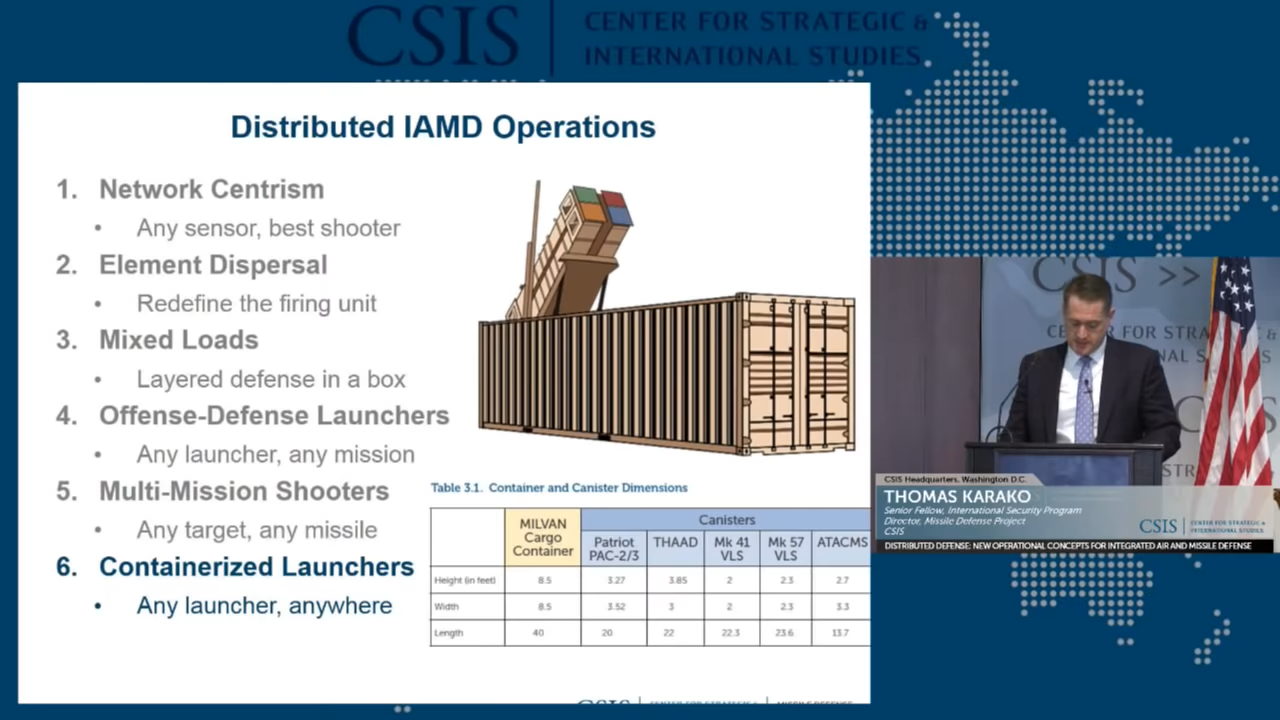 CSIS
CENTER FOR STRATEGIC &
INTERNATIONAL STUDIES
Distributed IAMD Operations
1. Network Centrism
• Any sensor, best shooter
2. Element Dispersal
• Redefine the firing unit
3. Mixed Loads
• Layered defense in a box
4. Offense-Defense Launchers
• Any launcher, any mission
5. Multi-Mission Shooters
• Any target, any missile
6. Containerized Launchers
• Any launcher, anywhere
Table 3.1. Container and Canister Dimensions
MILVAN Cargo Container
Canisters
Patriot PAC-2/3 THAAD Mk 41 VLS Mk 57 VLS ATACMS
Height (in feet) 8.5 3.27 3.85 2 2.3 2.7
Width 8.5 3.52 3 2 2.3 3.3
Length 40 20 22 22.3 23.6 13.7
CSIS >>
CSIS Headquarters, Washington D.C.
THOMAS KARAKO
Senior Fellow, International Security Program
Director, Missile Defense Project
CSIS
CSIS CENTER FOR STRATEGIC &
INTERNATIONAL STUDIES
DISTRIBUTED DEFENSE: NEW OPERATIONAL CONCEPTS FOR INTEGRATED AIR AND MISSILE DEFENSE